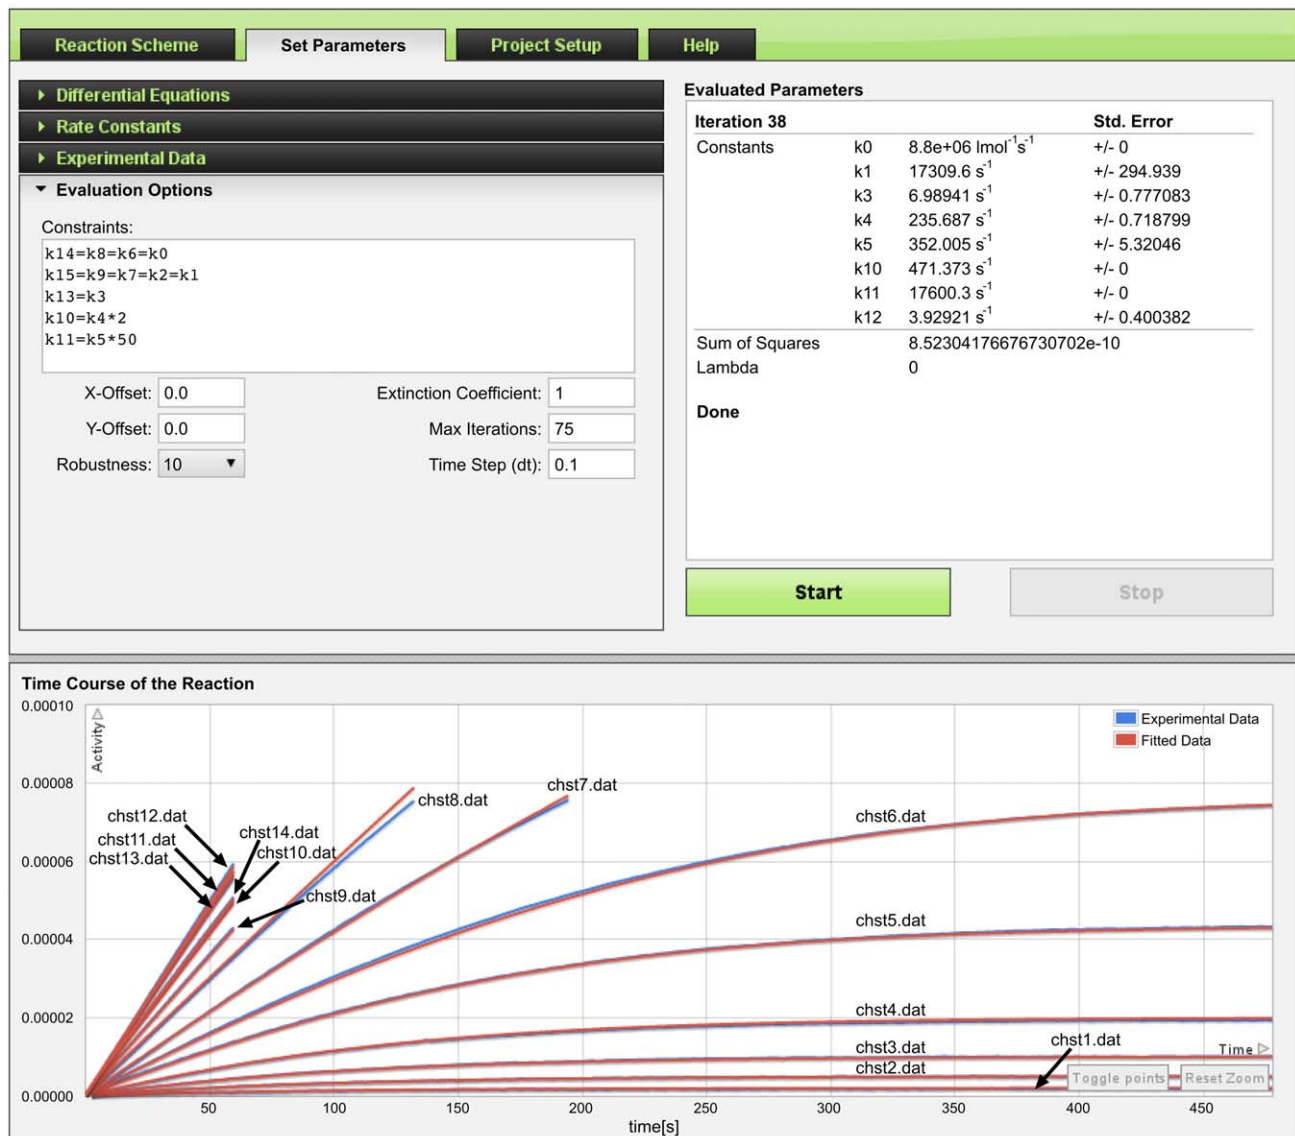 Reaction Scheme
Set Parameters
Project Setup
Help
Differential Equations
Rate Constants
Experimental Data
Evaluation Options
Constraints:
k14=k8=k6=k0
k15=k9=k7=k2=k1
k13=k3
k10=k4*2
k11=k5*50
X-Offset: 0.0 Extinction Coefficient: 1
Y-Offset: 0.0 Max Iterations: 75
Robustness: 10 Time Step (dt): 0.1
Evaluated Parameters
Iteration 38 Std. Error
Constants k0 8.8e+06 lmol⁻¹s⁻¹ +/- 0
k1 17309.6 s⁻¹ +/- 294.939
k3 6.98941 s⁻¹ +/- 0.777083
k4 235.687 s⁻¹ +/- 0.718799
k5 352.005 s⁻¹ +/- 5.32046
k10 471.373 s⁻¹ +/- 0
k11 17600.3 s⁻¹ +/- 0
k12 3.92921 s⁻¹ +/- 0.400382
Sum of Squares 8.52304176676730702e-10
Lambda 0
Done
Start
Stop
Time Course of the Reaction
0.00010
0.00008
0.00006
0.00004
0.00002
0.00000
Activity
Experimental Data
Fitted Data
chst12.dat
chst11.dat
chst13.dat
chst14.dat
chst10.dat
chst9.dat
chst8.dat
chst7.dat
chst6.dat
chst5.dat
chst4.dat
chst3.dat
chst2.dat
chst1.dat
Time
Toggle points
Reset Zoom
50 100 150 200 250 300 350 400 450
time[s]